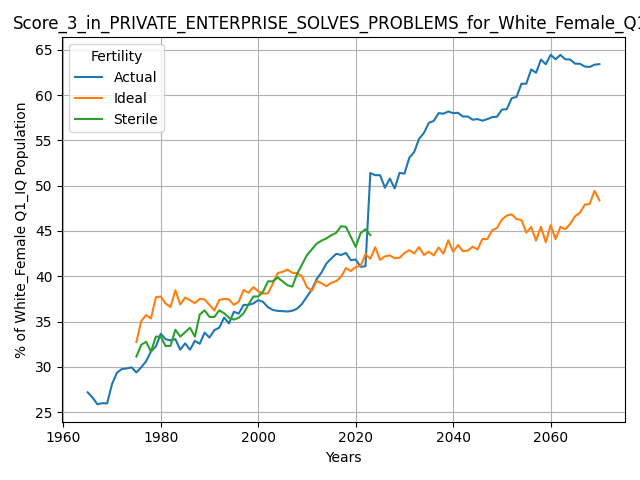 Score_3_in_PRIVATE_ENTERPRISE_SOLVES_PROBLEMS_for_White_Female_Q1
Fertility
Actual
Ideal
Sterile
% of White_Female Q1_IQ Population
65
60
55
50
45
40
35
30
25
1960 1980 2000 2020 2040 2060
Years